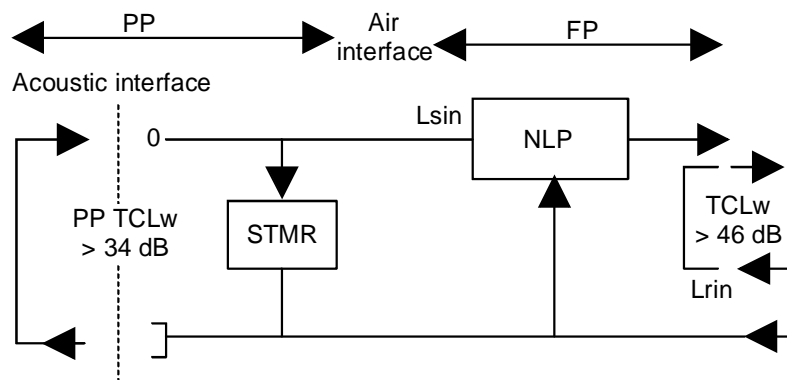 PP
Air
interface
FP
Acoustic interface
Lsin
0
NLP
PP TCLw
> 34 dB
STMR
TCLw
> 46 dB
Lrin